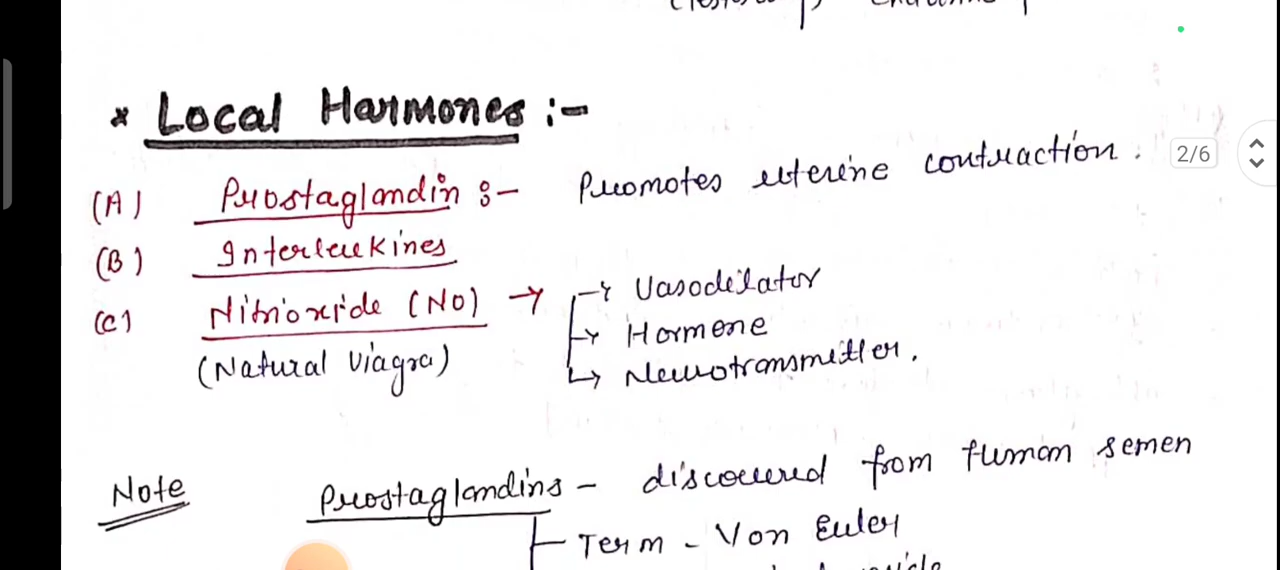 * Local Harmones :-
(A) Prostaglandin :- Promotes uterine contraction.
2/6
(B) Interleukines
(C) Nitrioxide (NO) → → Vasodilator
→ Hormone
(Natural Viagra) → Neurotransmitter.
Note Prostaglandins - discovered from human semen
Term - Von Euler